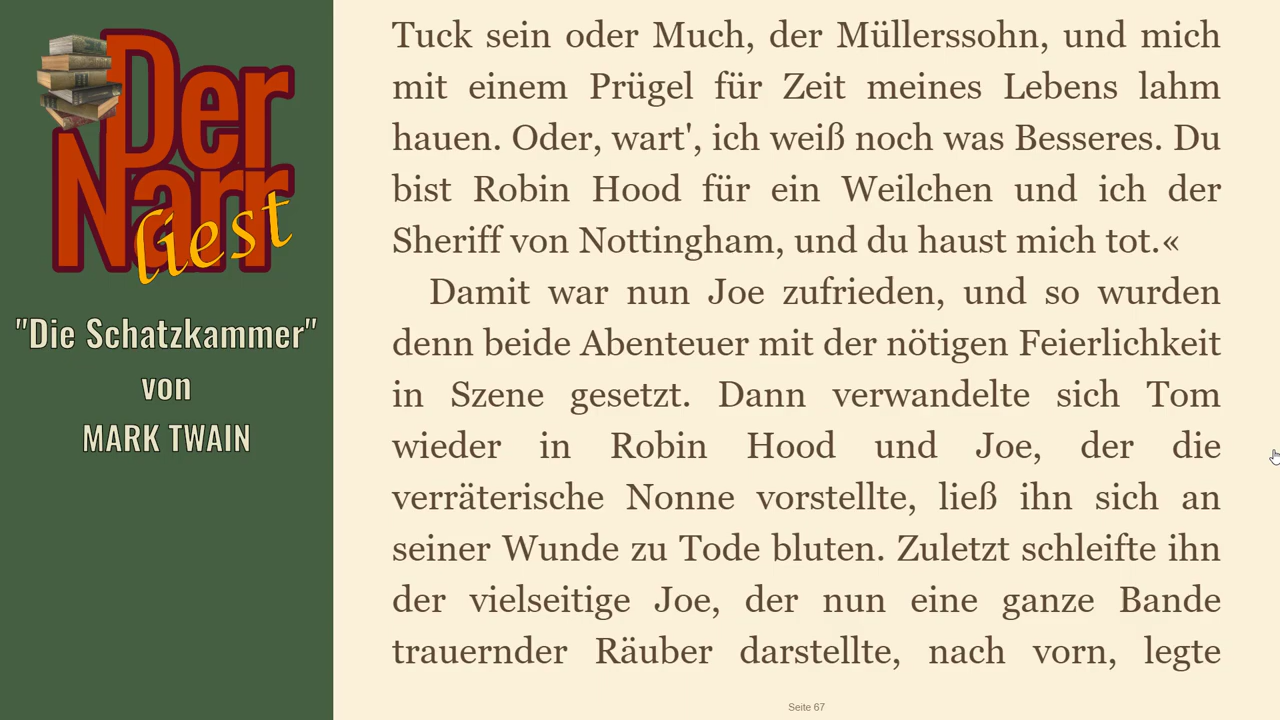 Der
Narr
liest
"Die Schatzkammer"
von
MARK TWAIN
Tuck sein oder Much, der Müllerssohn, und mich
mit einem Prügel für Zeit meines Lebens lahm
hauen. Oder, wart', ich weiß noch was Besseres. Du
bist Robin Hood für ein Weilchen und ich der
Sheriff von Nottingham, und du haust mich tot.«
Damit war nun Joe zufrieden, und so wurden
denn beide Abenteuer mit der nötigen Feierlichkeit
in Szene gesetzt. Dann verwandelte sich Tom
wieder in Robin Hood und Joe, der die
verräterische Nonne vorstellte, ließ ihn sich an
seiner Wunde zu Tode bluten. Zuletzt schleifte ihn
der vielseitige Joe, der nun eine ganze Bande
trauernder Räuber darstellte, nach vorn, legte
Seite 67